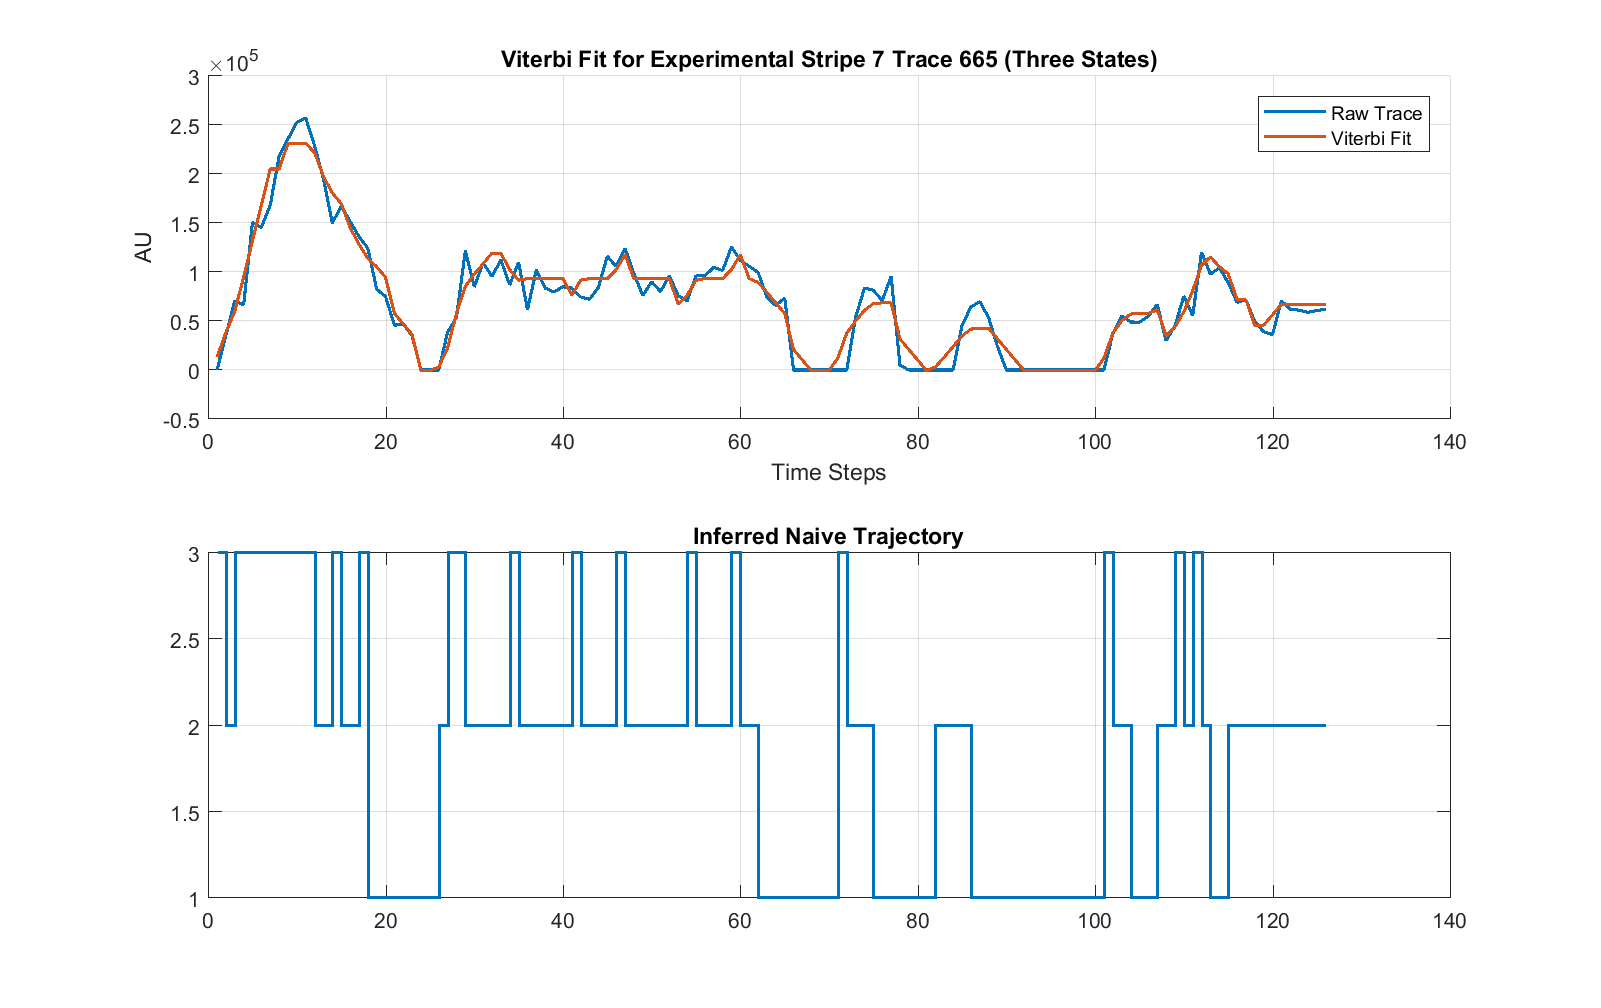 Viterbi Fit for Experimental Stripe 7 Trace 665 (Three States)
×10^5
3
2.5
2
1.5
1
0.5
0
-0.5
AU
Raw Trace
Viterbi Fit
0 20 40 60 80 100 120 140
Time Steps
Inferred Naive Trajectory
3
2.5
2
1.5
1
0 20 40 60 80 100 120 140